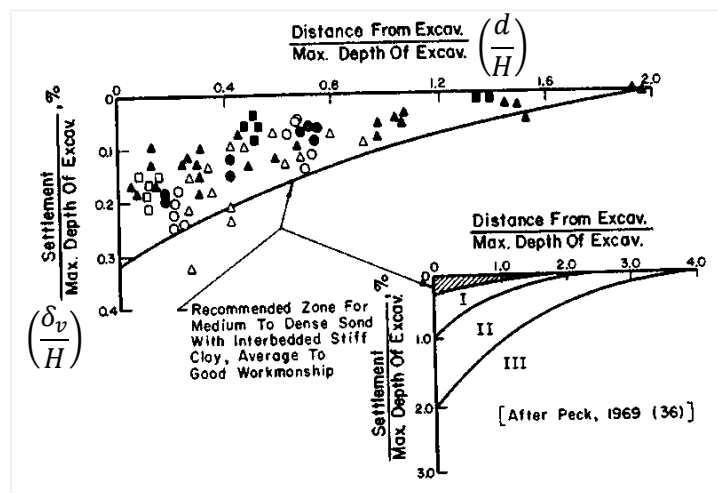 Distance From Excav.
Max. Depth Of Excav.
(d/H)
0 0.4 0.8 1.2 1.6 2.0
Settlement
Max. Depth Of Excav. , %
0
0.1
0.2
0.3
0.4
(δv/H)
Recommended Zone For
Medium To Dense Sond
With Interbedded Stiff
Clay, Average To
Good Workmonship
Distance From Excav.
Max. Depth Of Excav.
0 1.0 2.0 3.0 4.0
Settlement
Max. Depth Of Excav. , %
1.0
2.0
3.0
I
II
III
[After Peck, 1969 (36)]